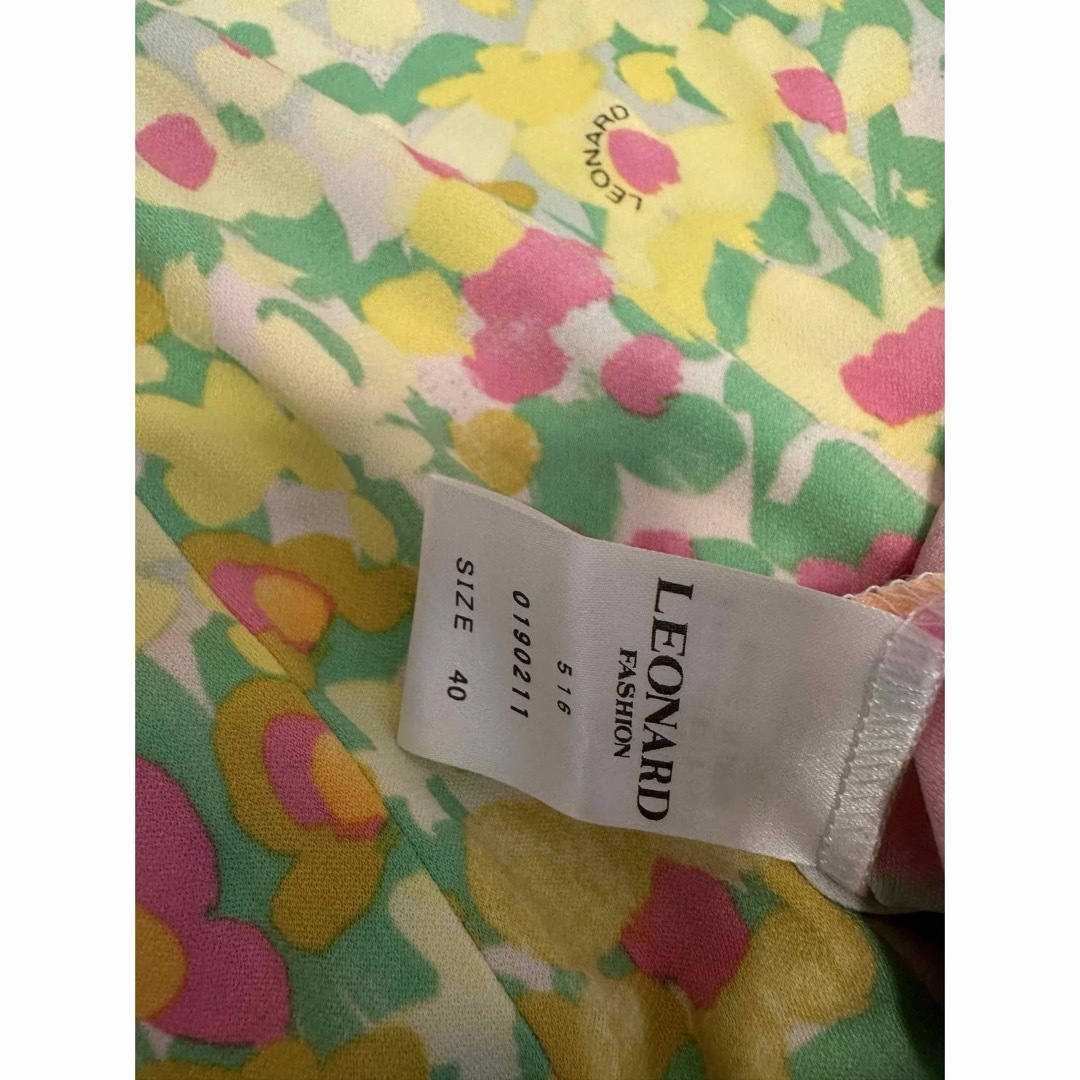 LEONARD
LEONARD
FASHION
516
0190211
SIZE 40